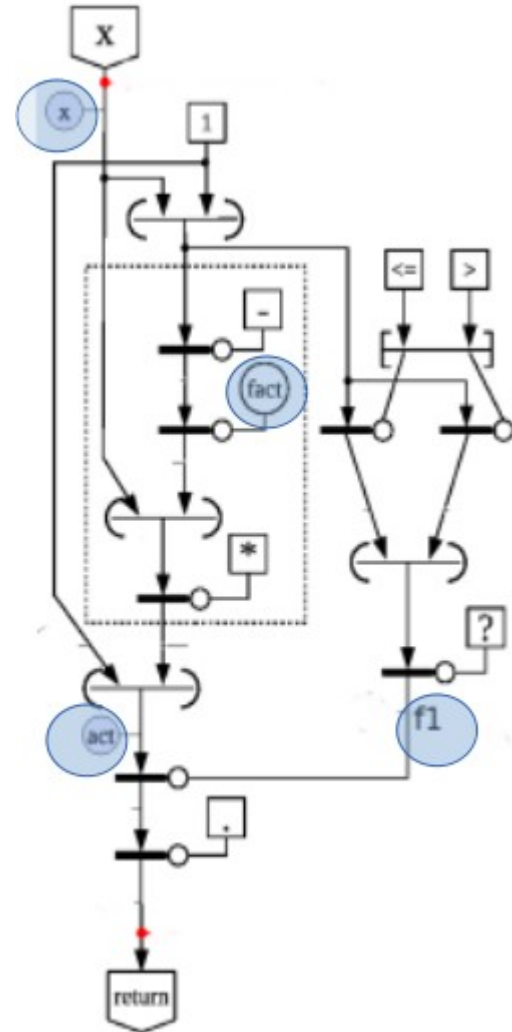 X
x
1
<= >
-
fact
*
?
f1
act
.
return